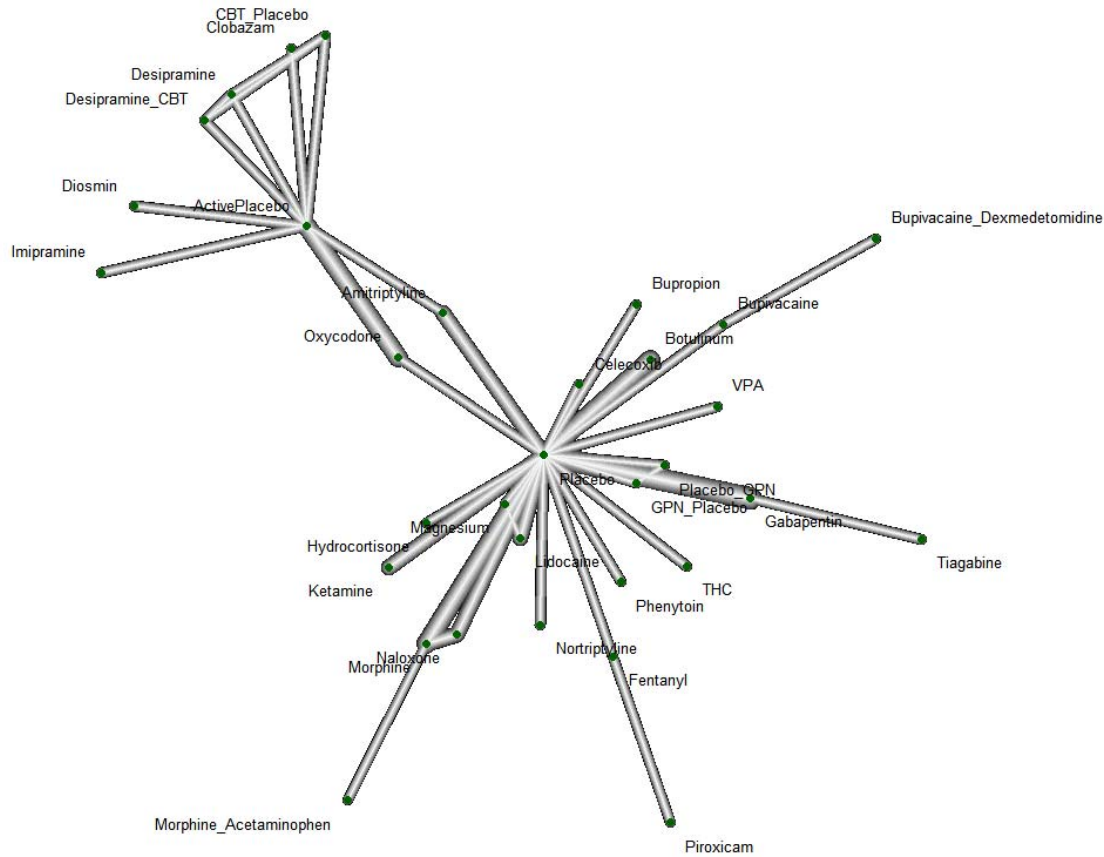 CBT_Placebo
Clobazam
Desipramine
Desipramine_CBT
Diosmin
ActivePlacebo
Bupivacaine_Dexmedetomidine
Imipramine
Bupropion
Amitriptyline
Bupivacaine
Oxycodone
Botulinum
Celecoxib
VPA
Placebo
Placebo_GPN
GPN_Placebo
Gabapentin
Magnesium
Hydrocortisone
Lidocaine
Tiagabine
Ketamine
THC
Phenytoin
Nortriptyline
Naloxone
Morphine
Fentanyl
Morphine_Acetaminophen
Piroxicam